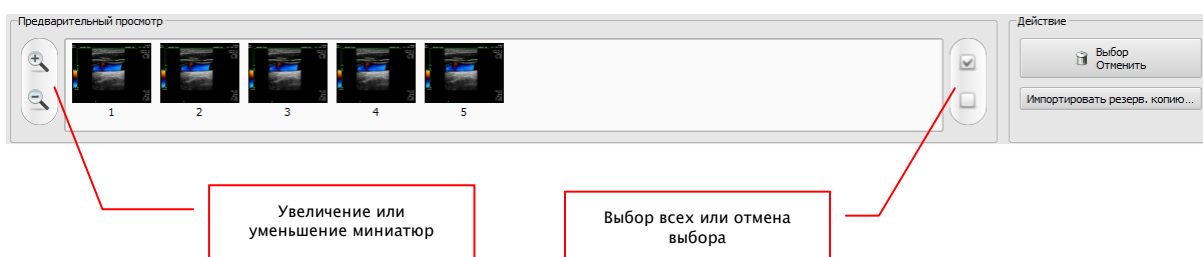 Предварительный просмотр
1
2
3
4
5
Действие
Выбор
Отменить
Импортировать резерв. копию...
Увеличение или
уменьшение миниатюр
Выбор всех или отмена
выбора